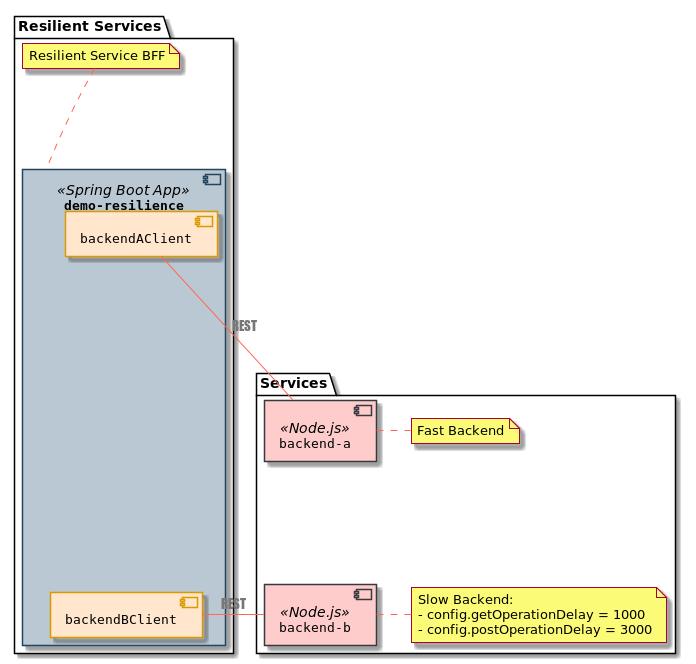 Resilient Services
Resilient Service BFF
«Spring Boot App»
demo-resilience
backendAClient
REST
Services
«Node.js»
backend-a
Fast Backend
backendBClient
REST
«Node.js»
backend-b
Slow Backend:
- config.getOperationDelay = 1000
- config.postOperationDelay = 3000